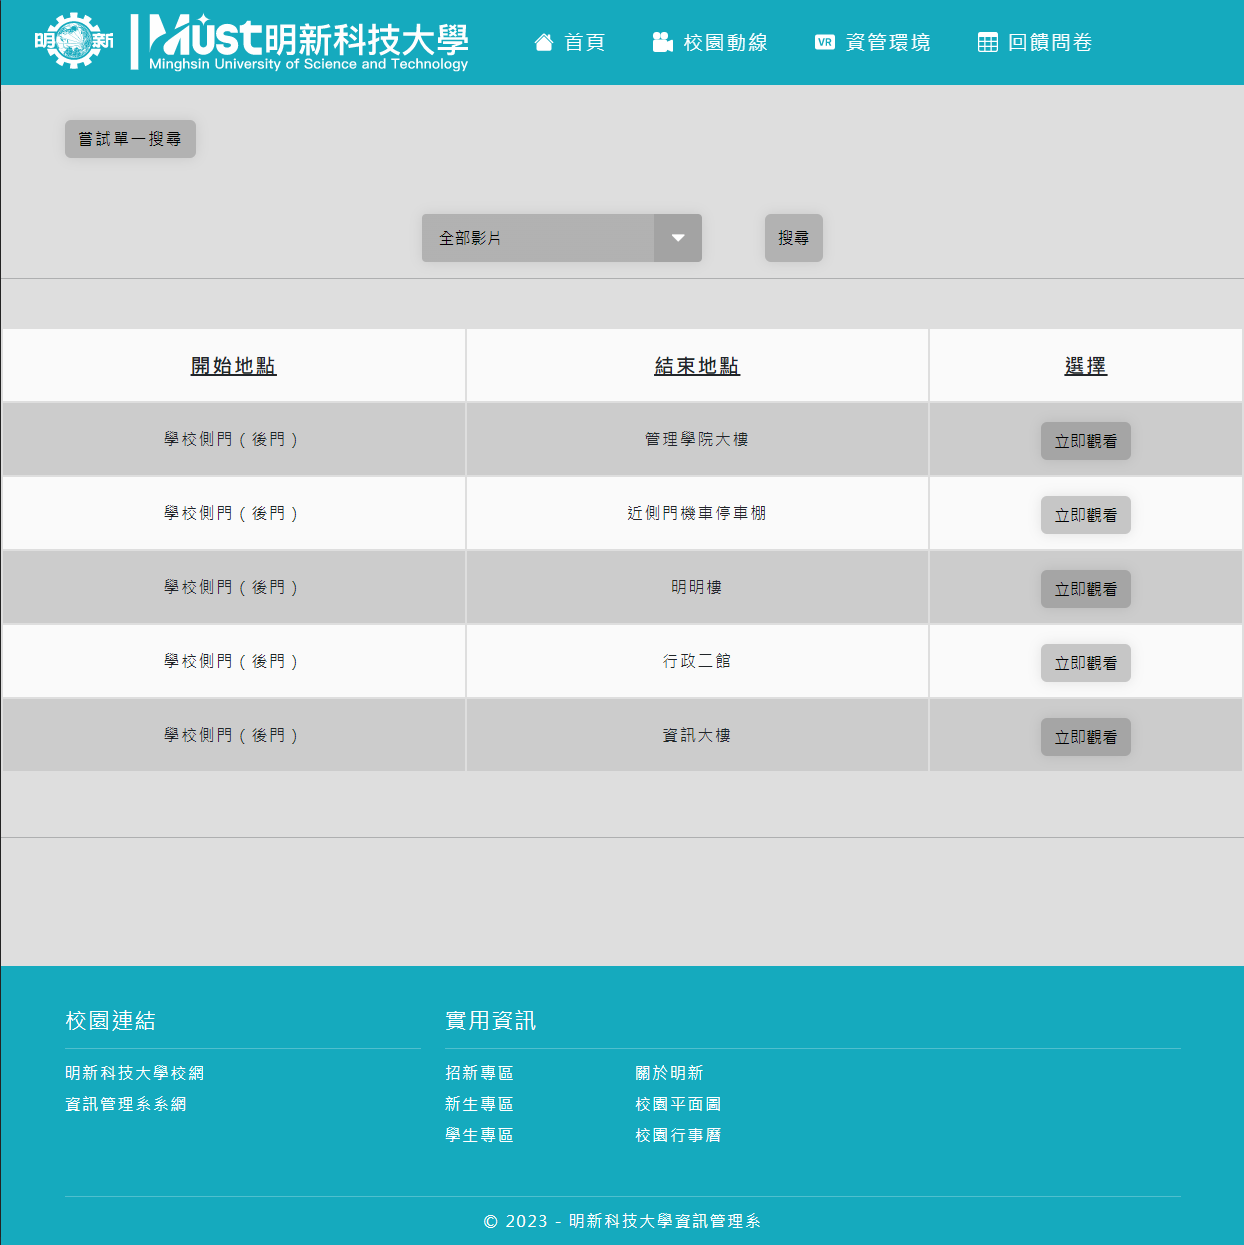 明新 Must明新科技大學
Minghsin University of Science and Technology
首頁 校園動線 VR 資管環境 回饋問卷
嘗試單一搜尋
全部影片 搜尋
開始地點 結束地點 選擇
學校側門 ( 後門 ) 管理學院大樓 立即觀看
學校側門 ( 後門 ) 近側門機車停車棚 立即觀看
學校側門 ( 後門 ) 明明樓 立即觀看
學校側門 ( 後門 ) 行政二館 立即觀看
學校側門 ( 後門 ) 資訊大樓 立即觀看
校園連結 實用資訊
明新科技大學校網 招新專區 關於明新
資訊管理系系網 新生專區 校園平面圖
學生專區 校園行事曆
© 2023 - 明新科技大學資訊管理系